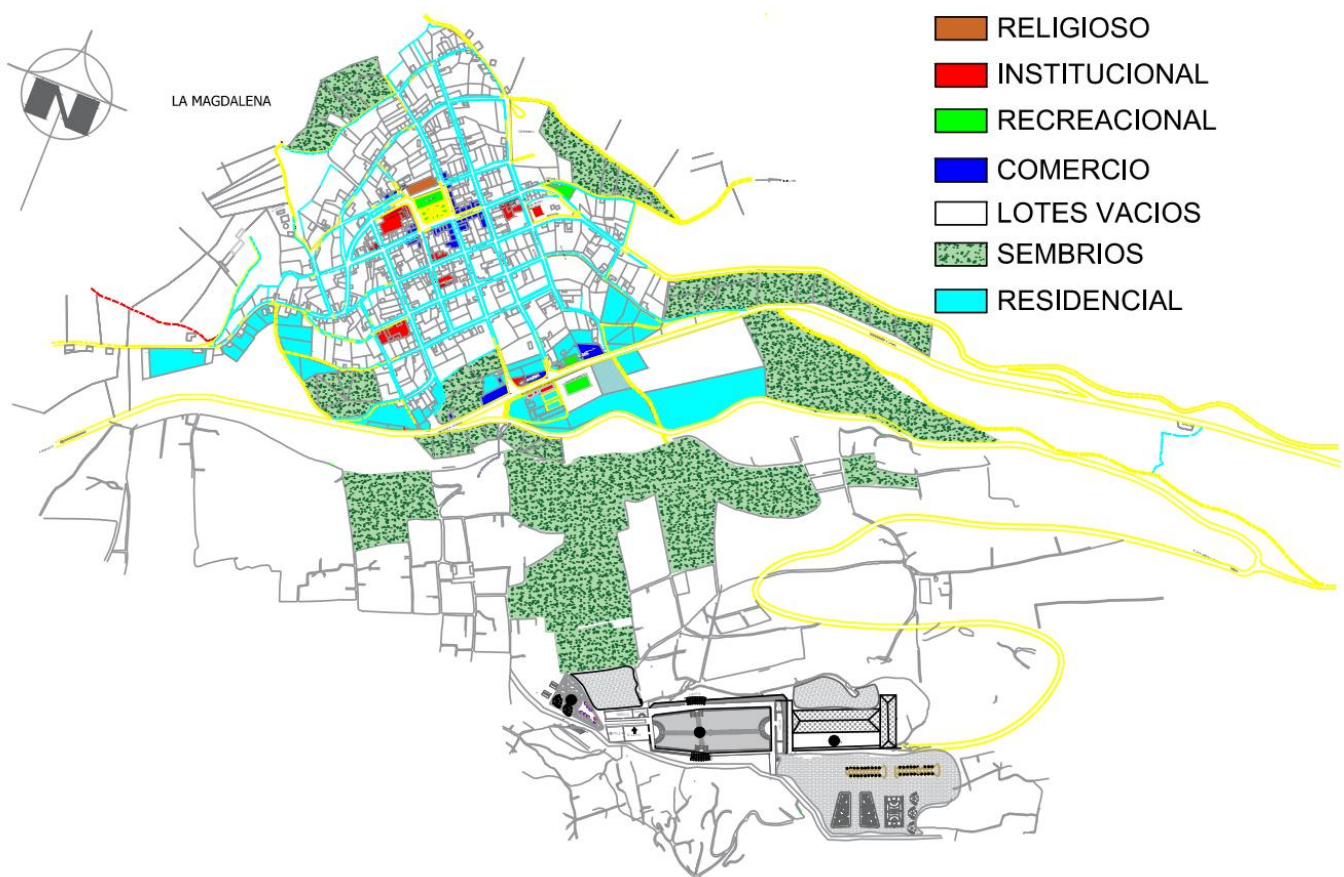 LA MAGDALENA
RELIGIOSO
INSTITUCIONAL
RECREACIONAL
COMERCIO
LOTES VACIOS
SEMBRIOS
RESIDENCIAL